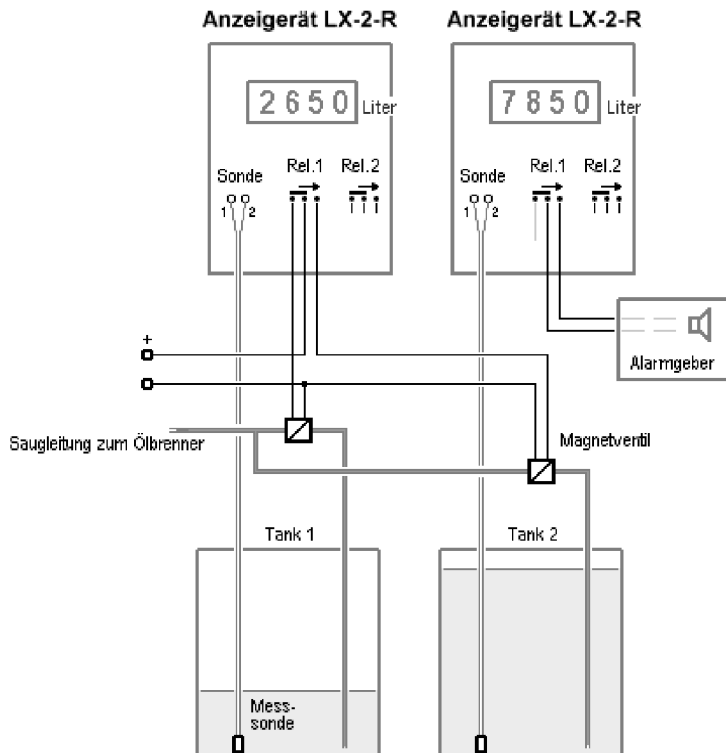 Anzeigerät LX-2-R
Anzeigerät LX-2-R
2650 Liter
7850 Liter
Sonde Rel.1 Rel.2
1 2
Sonde Rel.1 Rel.2
1 2
+
Alarmgeber
Saugleitung zum Ölbrenner
Magnetventil
Tank 1
Tank 2
Mess-
sonde